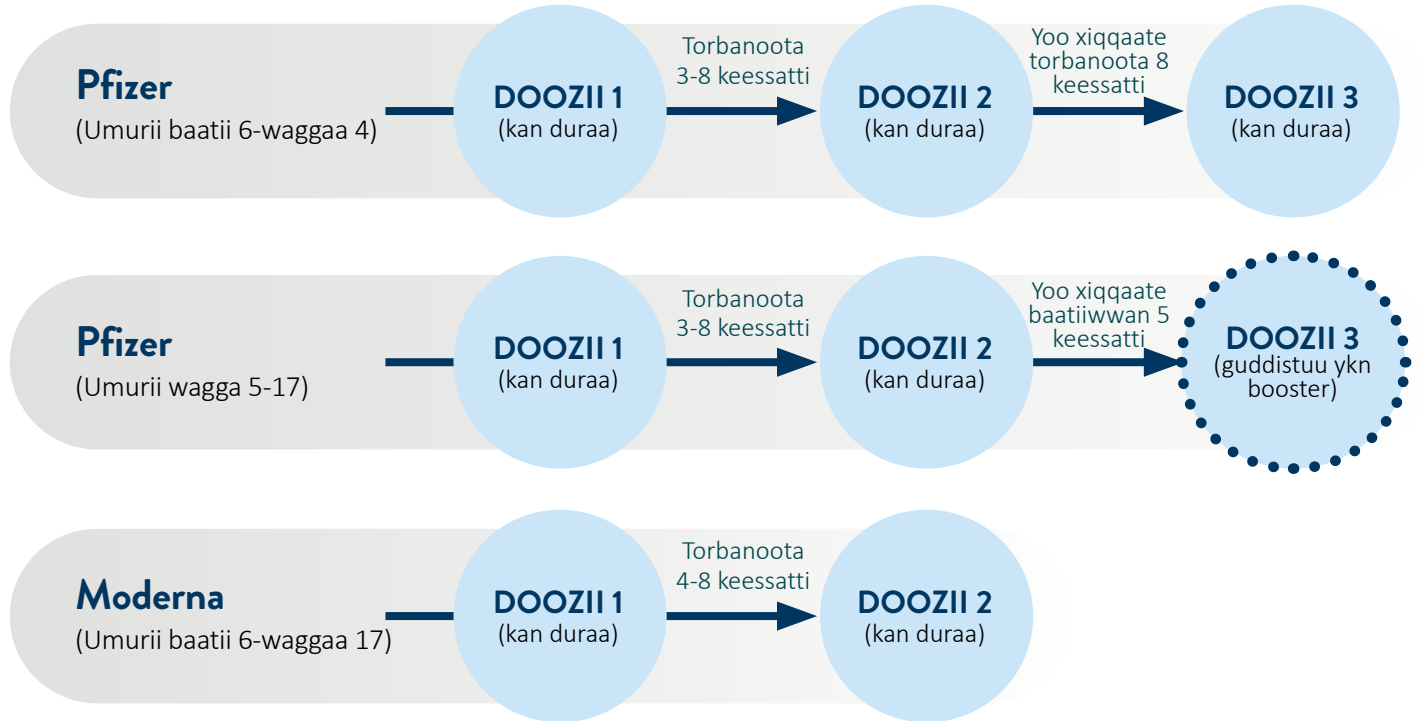 Pfizer
(Umurii baatii 6-waggaa 4)
DOOZII 1
(kan duraa)
Torbanoota
3-8 keessatti
DOOZII 2
(kan duraa)
Yoo xiqqaate
torbanoota 8
keessatti
DOOZII 3
(kan duraa)
Pfizer
(Umurii wagga 5-17)
DOOZII 1
(kan duraa)
Torbanoota
3-8 keessatti
DOOZII 2
(kan duraa)
Yoo xiqqaate
baatiiwwan 5
keessatti
DOOZII 3
(guddistuu ykn
booster)
Moderna
(Umurii baatii 6-waggaa 17)
DOOZII 1
(kan duraa)
Torbanoota
4-8 keessatti
DOOZII 2
(kan duraa)